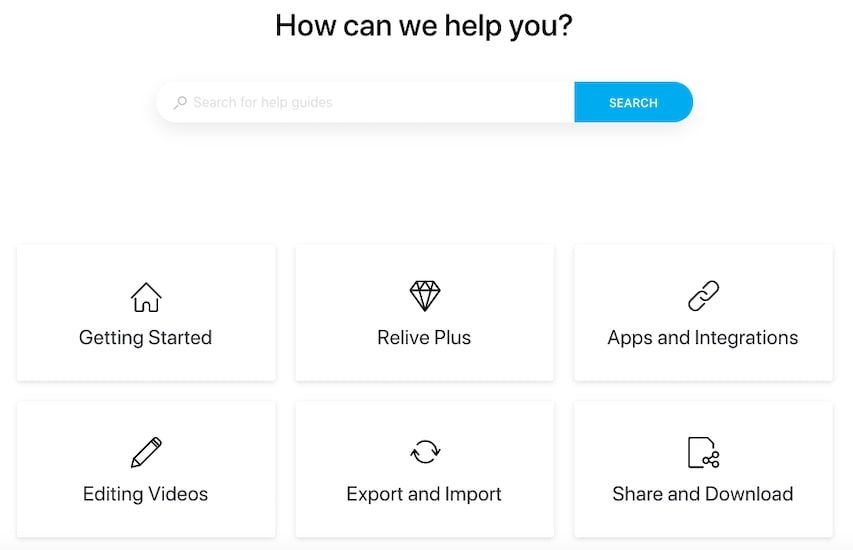 How can we help you?
Search for help guides
SEARCH
Getting Started
Relive Plus
Apps and Integrations
Editing Videos
Export and Import
Share and Download